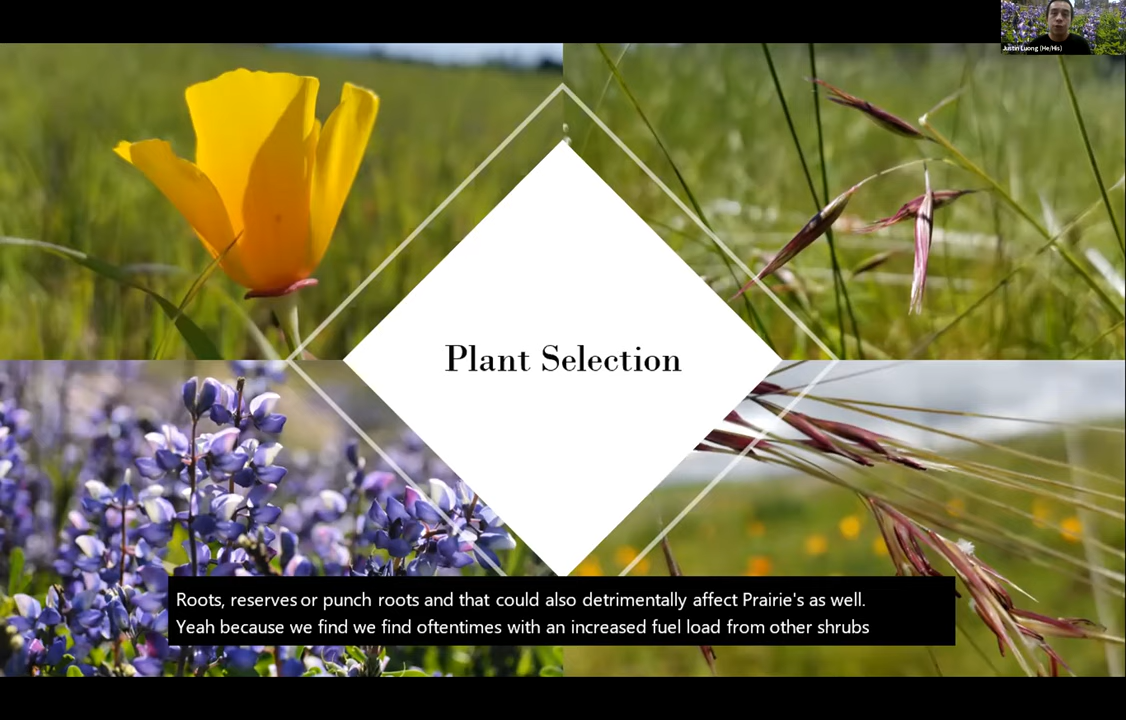 Justin Luong (He/His)
Plant Selection
Roots, reserves or punch roots and that could also detrimentally affect Prairie's as well.
Yeah because we find we find oftentimes with an increased fuel load from other shrubs